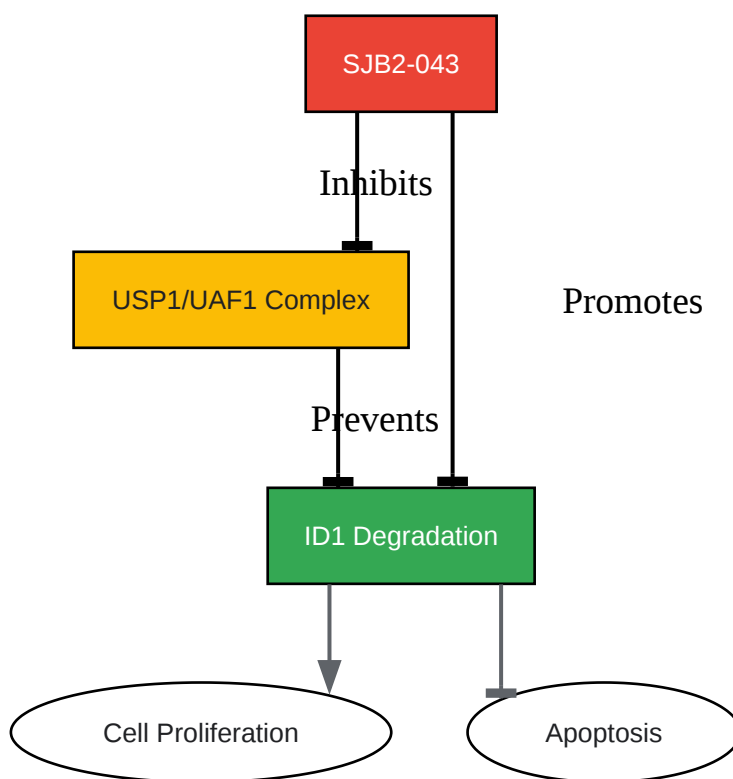 SJB2-043
Inhibits
USP1/UAF1 Complex
Promotes
Prevents
ID1 Degradation
Cell Proliferation
Apoptosis